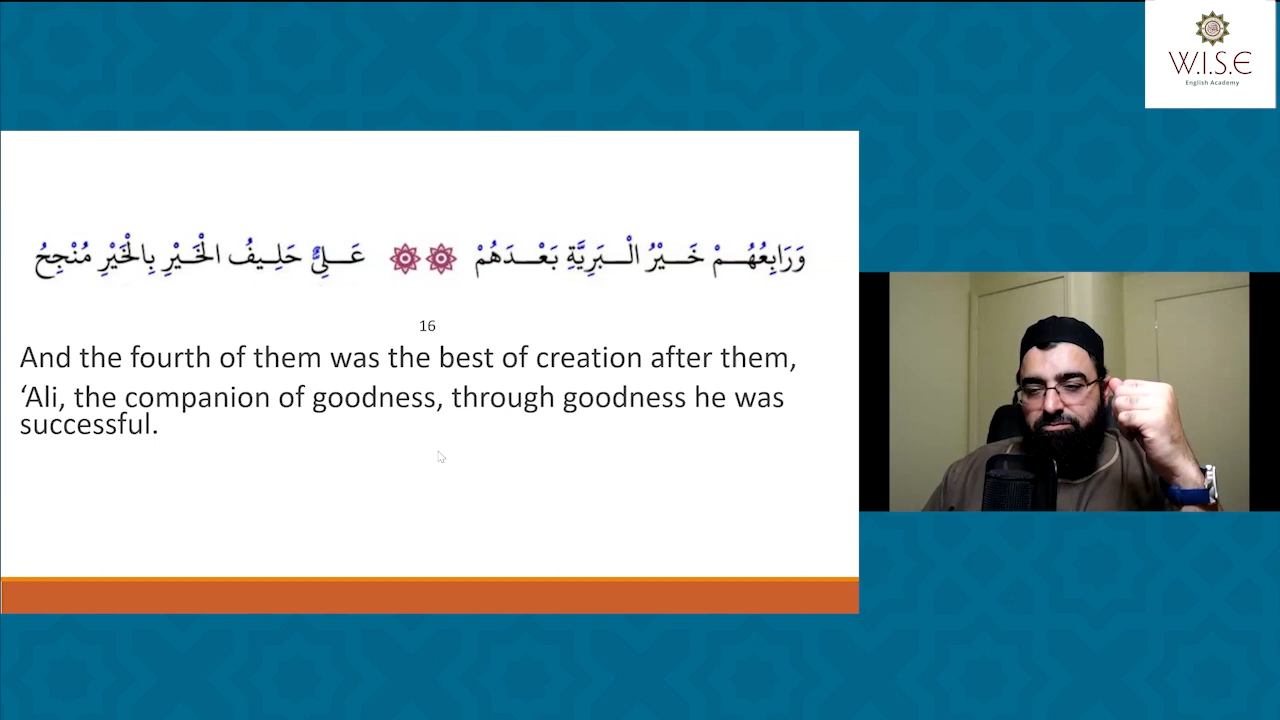 W.I.S.E
English Academy
وَرَابِعُهُمْ خَيْرُ الْبَرِيَّةِ بَعْدَهُمْ عَلِيٌّ حَلِيفُ الْخَيْرِ بِالْخَيْرِ مُنْجِحُ
16
And the fourth of them was the best of creation after them,
‘Ali, the companion of goodness, through goodness he was
successful.